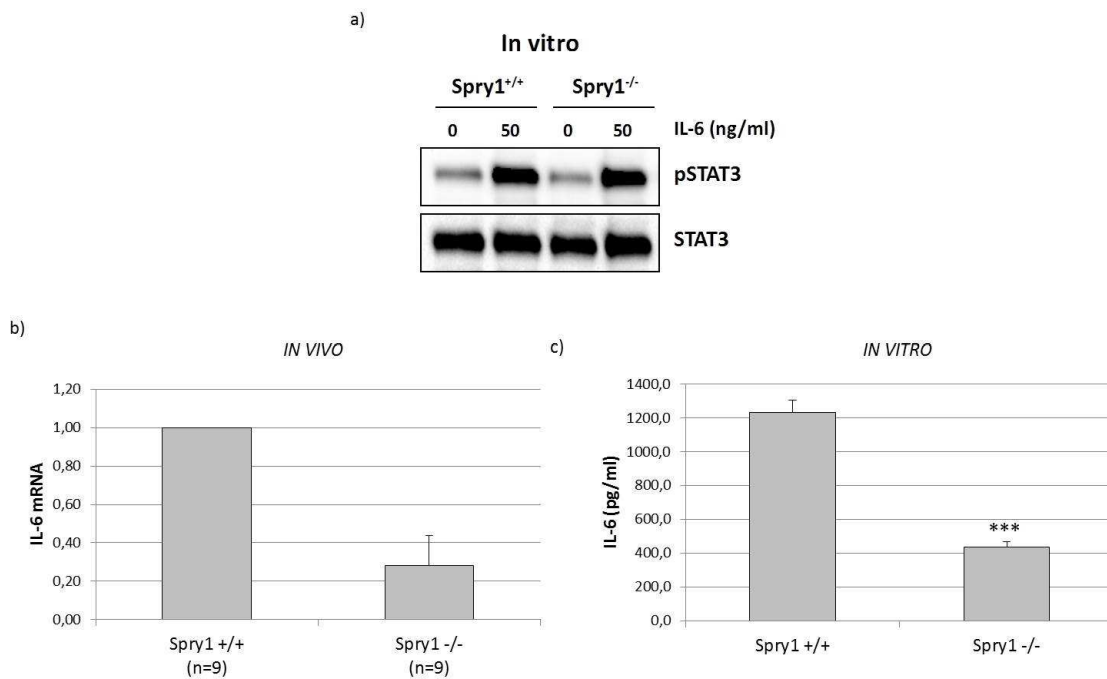 a)
In vitro
Spry1+/+ Spry1-/-
0 50 0 50 IL-6 (ng/ml)
pSTAT3
STAT3
b)
IN VIVO
1,20
1,00
0,80
0,60
0,40
0,20
0,00
IL-6 mRNA
Spry1 +/+ Spry1 -/-
(n=9) (n=9)
c)
IN VITRO
1400,0
1200,0
1000,0
800,0
600,0
400,0
200,0
0,0
IL-6 (pg/ml)
***
Spry1 +/+ Spry1 -/-